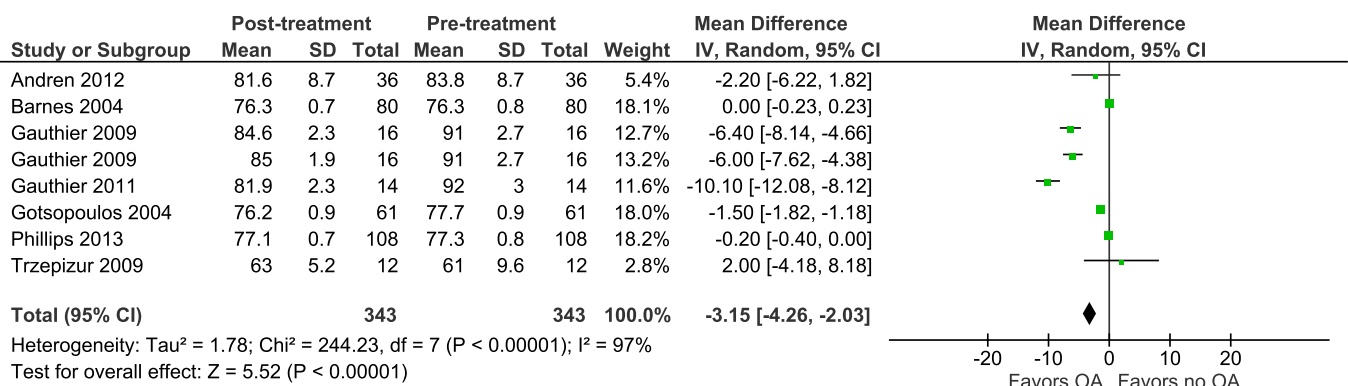 Post-treatment Pre-treatment Mean Difference Mean Difference
Study or Subgroup Mean SD Total Mean SD Total Weight IV, Random, 95% CI IV, Random, 95% CI
Andren 2012 81.6 8.7 36 83.8 8.7 36 5.4% -2.20 [-6.22, 1.82]
Barnes 2004 76.3 0.7 80 76.3 0.8 80 18.1% 0.00 [-0.23, 0.23]
Gauthier 2009 84.6 2.3 16 91 2.7 16 12.7% -6.40 [-8.14, -4.66]
Gauthier 2009 85 1.9 16 91 2.7 16 13.2% -6.00 [-7.62, -4.38]
Gauthier 2011 81.9 2.3 14 92 3 14 11.6% -10.10 [-12.08, -8.12]
Gotsopoulos 2004 76.2 0.9 61 77.7 0.9 61 18.0% -1.50 [-1.82, -1.18]
Phillips 2013 77.1 0.7 108 77.3 0.8 108 18.2% -0.20 [-0.40, 0.00]
Trzepizur 2009 63 5.2 12 61 9.6 12 2.8% 2.00 [-4.18, 8.18]
Total (95% CI) 343 343 100.0% -3.15 [-4.26, -2.03]
Heterogeneity: Tau² = 1.78; Chi² = 244.23, df = 7 (P < 0.00001); I² = 97%
Test for overall effect: Z = 5.52 (P < 0.00001)
-20 -10 0 10 20
Favors OA Favors no OA